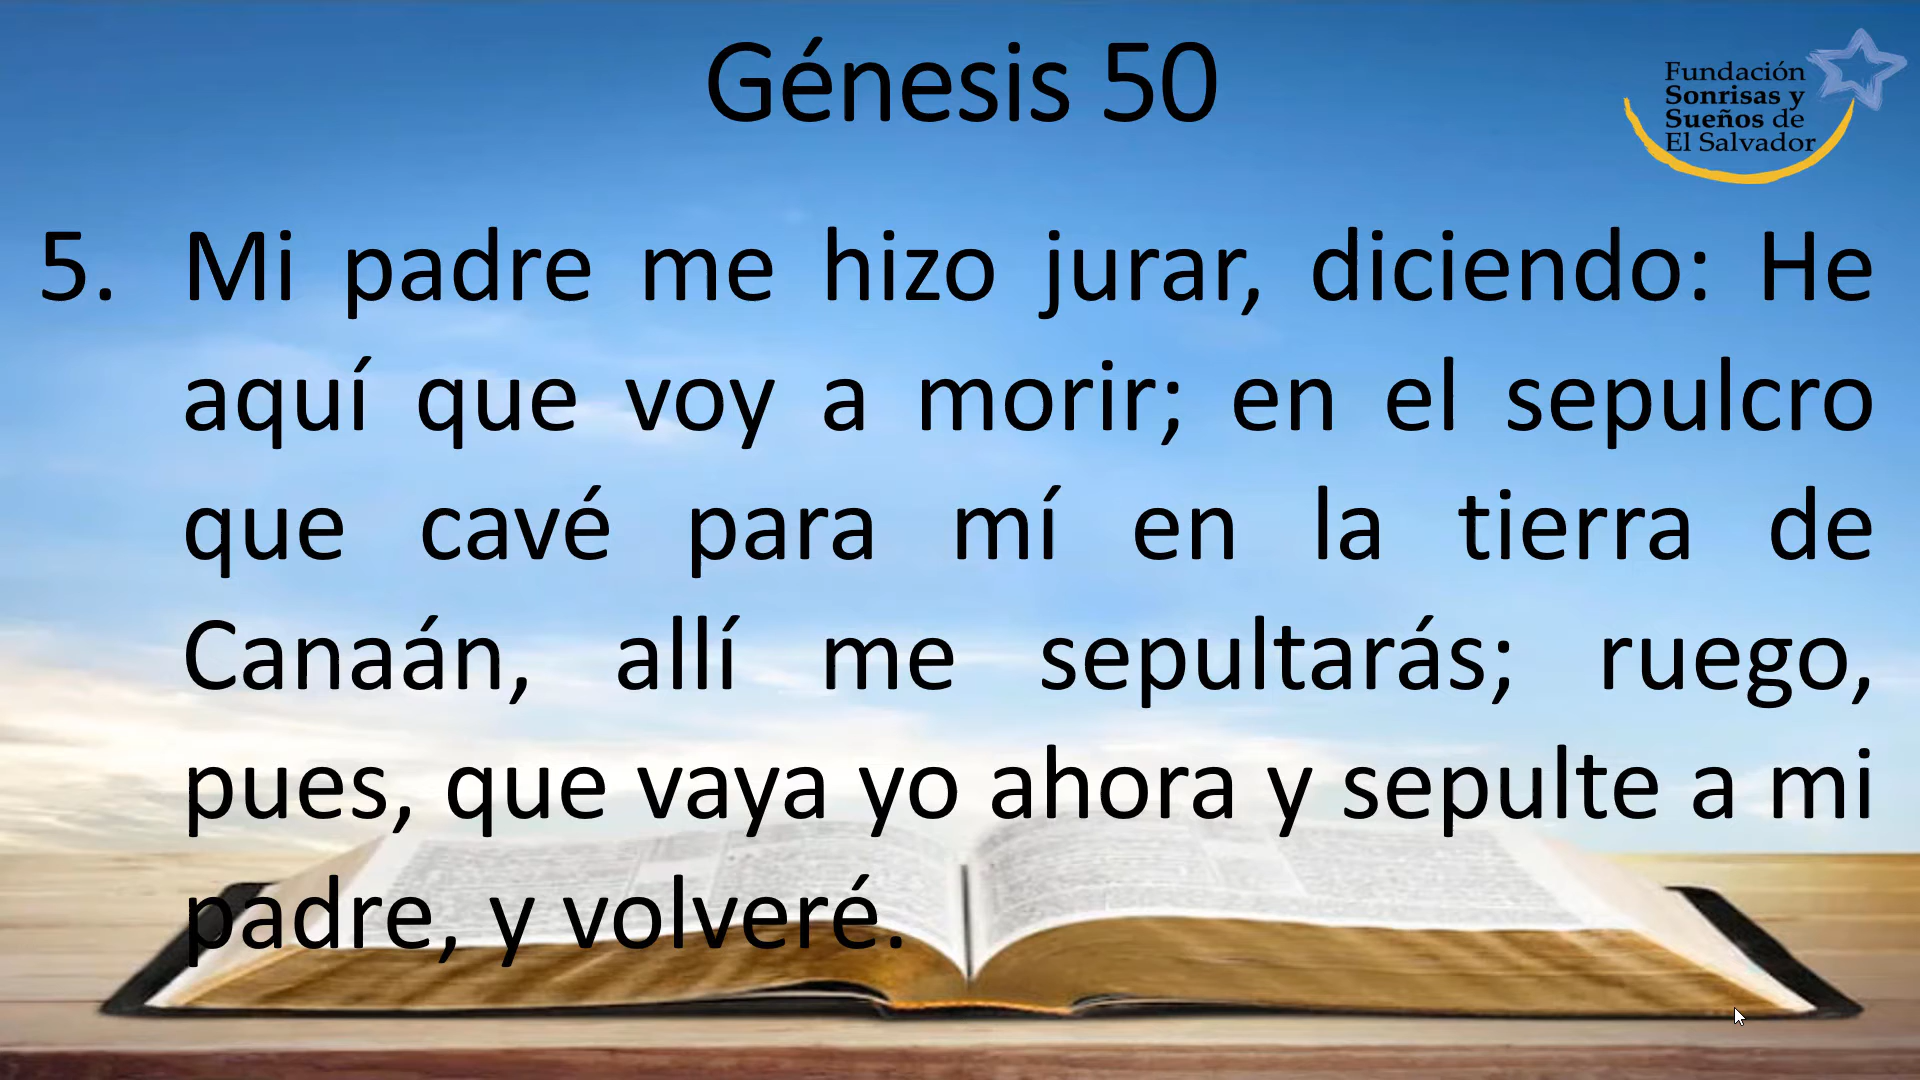 Génesis 50
Fundación
Sonrisas y
Sueños de
El Salvador
5. Mi padre me hizo jurar, diciendo: He
aquí que voy a morir; en el sepulcro
que cavé para mí en la tierra de
Canaán, allí me sepultarás; ruego,
pues, que vaya yo ahora y sepulte a mi
padre, y volveré.